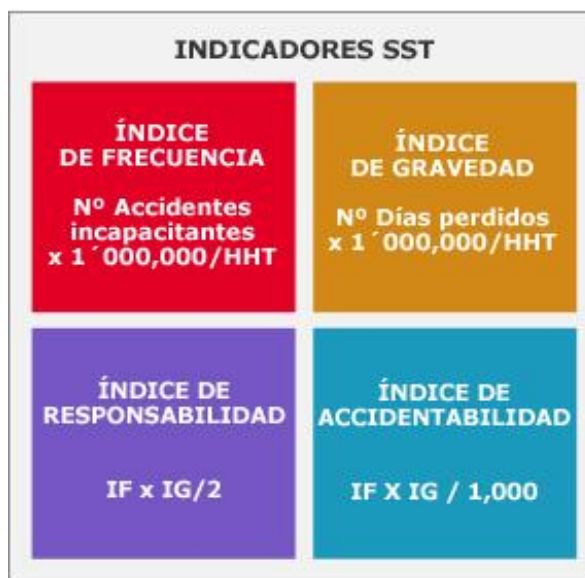 INDICADORES SST
ÍNDICE
DE FRECUENCIA
Nº Accidentes
incapacitantes
x 1´000,000/HHT
ÍNDICE
DE GRAVEDAD
Nº Días perdidos
x 1´000,000/HHT
ÍNDICE DE
RESPONSABILIDAD
IF x IG/2
ÍNDICE DE
ACCIDENTABILIDAD
IF X IG / 1,000